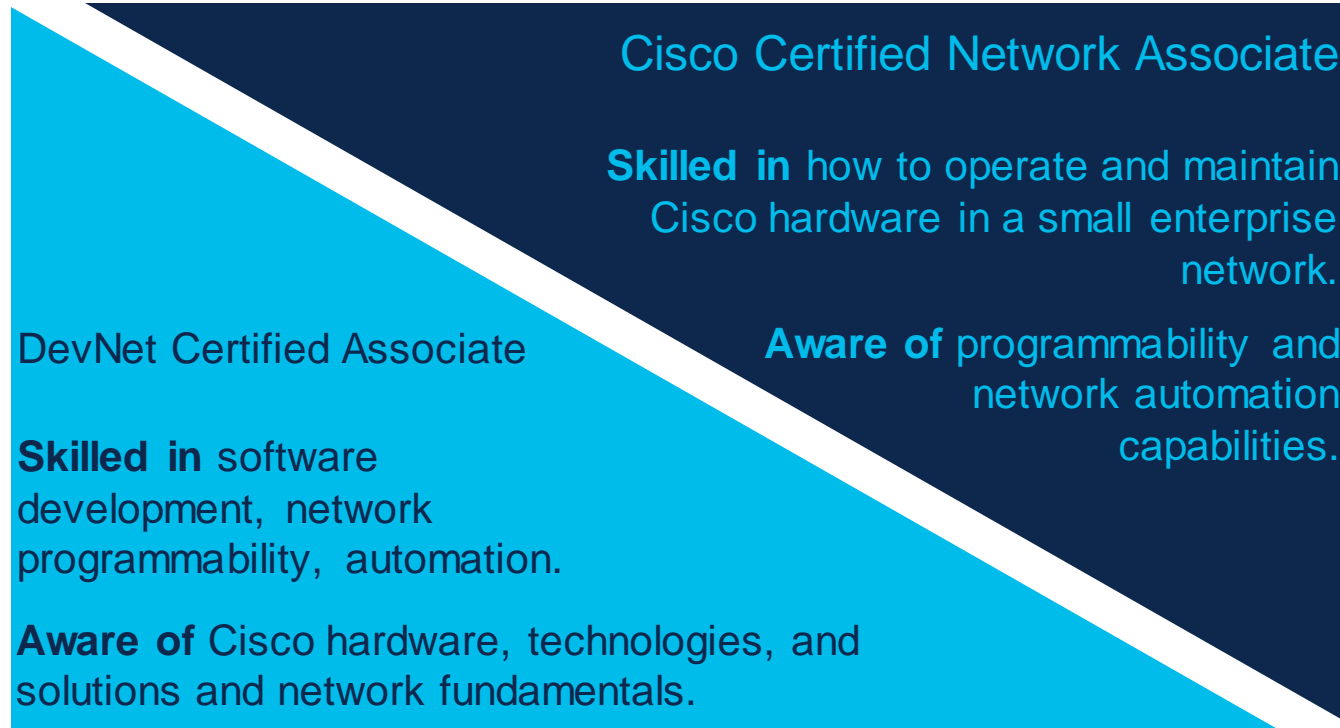 Cisco Certified Network Associate
Skilled in how to operate and maintain
Cisco hardware in a small enterprise
network.
Aware of programmability and
network automation
capabilities.
DevNet Certified Associate
Skilled in software
development, network
programmability, automation.
Aware of Cisco hardware, technologies, and
solutions and network fundamentals.